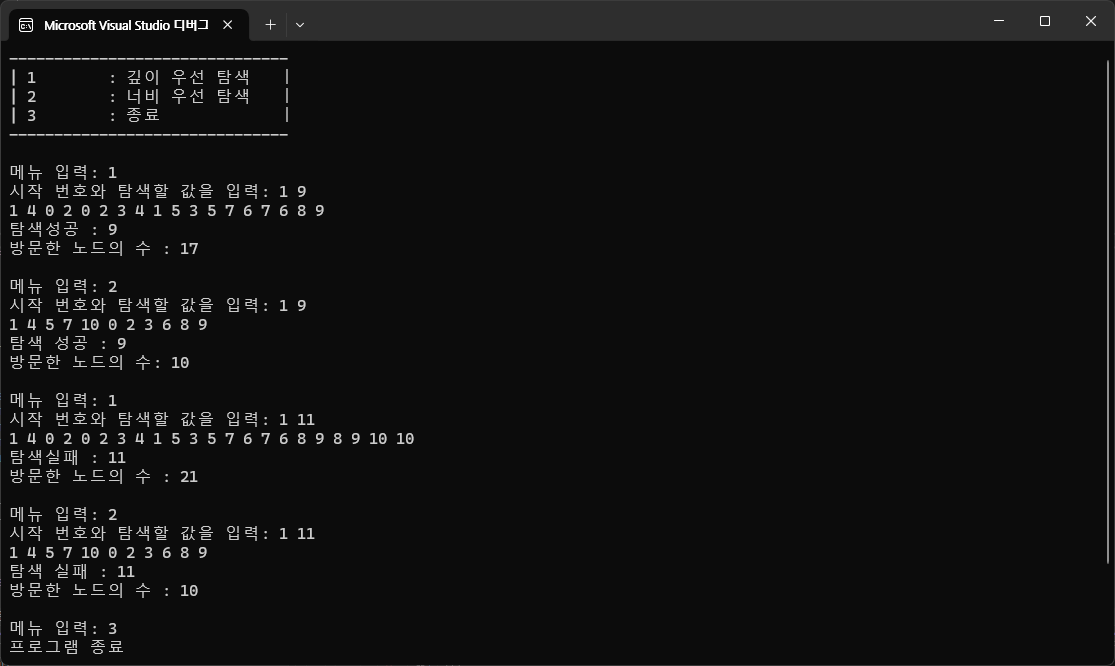 Microsoft Visual Studio 디버그
-------------------------------
| 1        : 깊이 우선 탐색    |
| 2        : 너비 우선 탐색    |
| 3        : 종료              |
-------------------------------
메뉴 입력: 1
시작 번호와 탐색할 값을 입력: 1 9
1 4 0 2 0 2 3 4 1 5 3 5 7 6 7 6 8 9
탐색성공 : 9
방문한 노드의 수 : 17
메뉴 입력: 2
시작 번호와 탐색할 값을 입력: 1 9
1 4 5 7 10 0 2 3 6 8 9
탐색 성공 : 9
방문한 노드의 수: 10
메뉴 입력: 1
시작 번호와 탐색할 값을 입력: 1 11
1 4 0 2 0 2 3 4 1 5 3 5 7 6 7 6 8 9 8 9 10 10
탐색실패 : 11
방문한 노드의 수 : 21
메뉴 입력: 2
시작 번호와 탐색할 값을 입력: 1 11
1 4 5 7 10 0 2 3 6 8 9
탐색 실패 : 11
방문한 노드의 수 : 10
메뉴 입력: 3
프로그램 종료